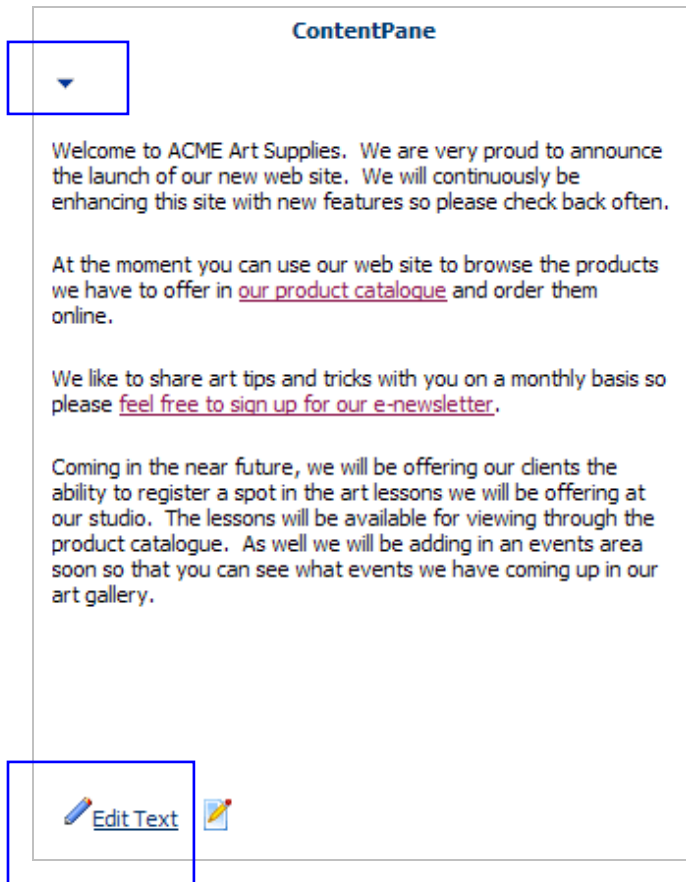 ContentPane
Welcome to ACME Art Supplies.  We are very proud to announce
the launch of our new web site.  We will continuously be
enhancing this site with new features so please check back often.
At the moment you can use our web site to browse the products
we have to offer in our product catalogue and order them
online.
We like to share art tips and tricks with you on a monthly basis so
please feel free to sign up for our e-newsletter.
Coming in the near future, we will be offering our clients the
ability to register a spot in the art lessons we will be offering at
our studio.  The lessons will be available for viewing through the
product catalogue.  As well we will be adding in an events area
soon so that you can see what events we have coming up in our
art gallery.
Edit Text